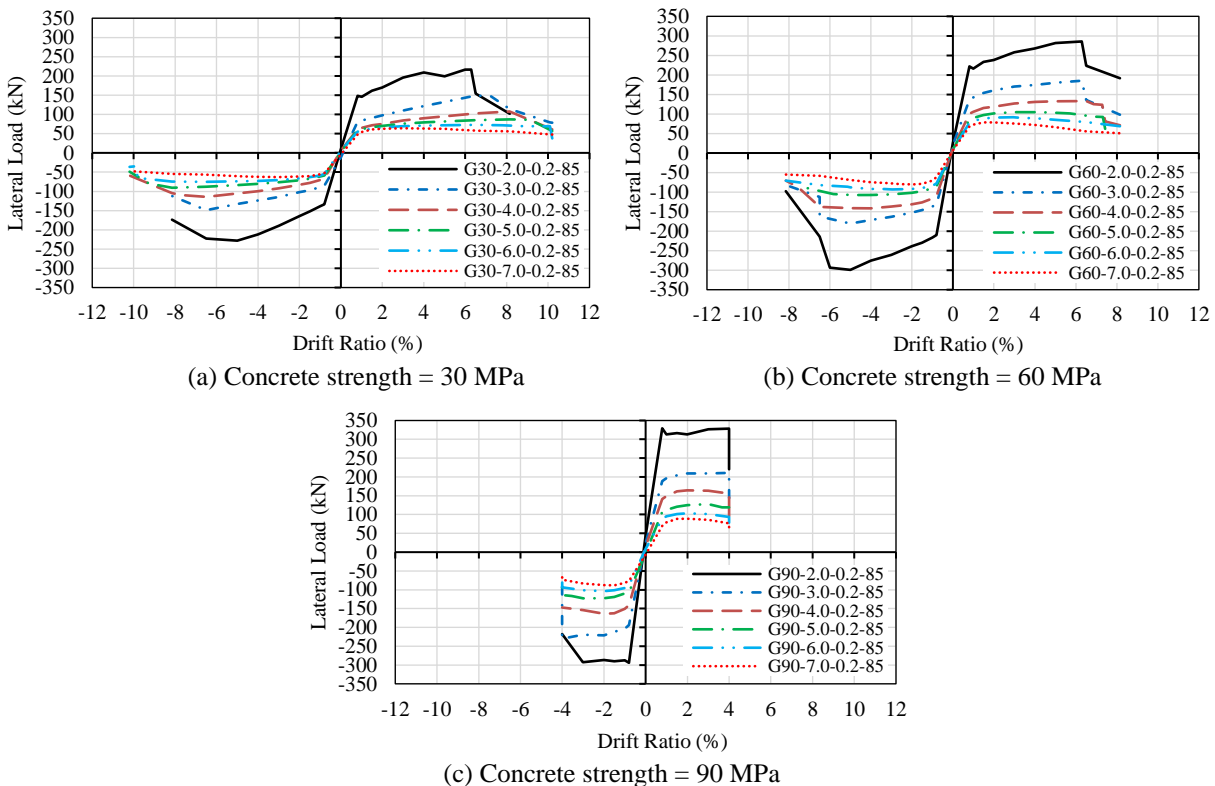 350
300
250
200
150
100
50
0
-50
-100
-150
-200
-250
-300
-350
Lateral Load (kN)
G30-2.0-0.2-85
G30-3.0-0.2-85
G30-4.0-0.2-85
G30-5.0-0.2-85
G30-6.0-0.2-85
G30-7.0-0.2-85
-12 -10 -8 -6 -4 -2 0 2 4 6 8 10 12
Drift Ratio (%)
(a) Concrete strength = 30 MPa
350
300
250
200
150
100
50
0
-50
-100
-150
-200
-250
-300
-350
Lateral Load (kN)
G60-2.0-0.2-85
G60-3.0-0.2-85
G60-4.0-0.2-85
G60-5.0-0.2-85
G60-6.0-0.2-85
G60-7.0-0.2-85
-12 -10 -8 -6 -4 -2 0 2 4 6 8 10 12
Drift Ratio (%)
(b) Concrete strength = 60 MPa
350
300
250
200
150
100
50
0
-50
-100
-150
-200
-250
-300
-350
Lateral Load (kN)
G90-2.0-0.2-85
G90-3.0-0.2-85
G90-4.0-0.2-85
G90-5.0-0.2-85
G90-6.0-0.2-85
G90-7.0-0.2-85
-12 -10 -8 -6 -4 -2 0 2 4 6 8 10 12
Drift Ratio (%)
(c) Concrete strength = 90 MPa